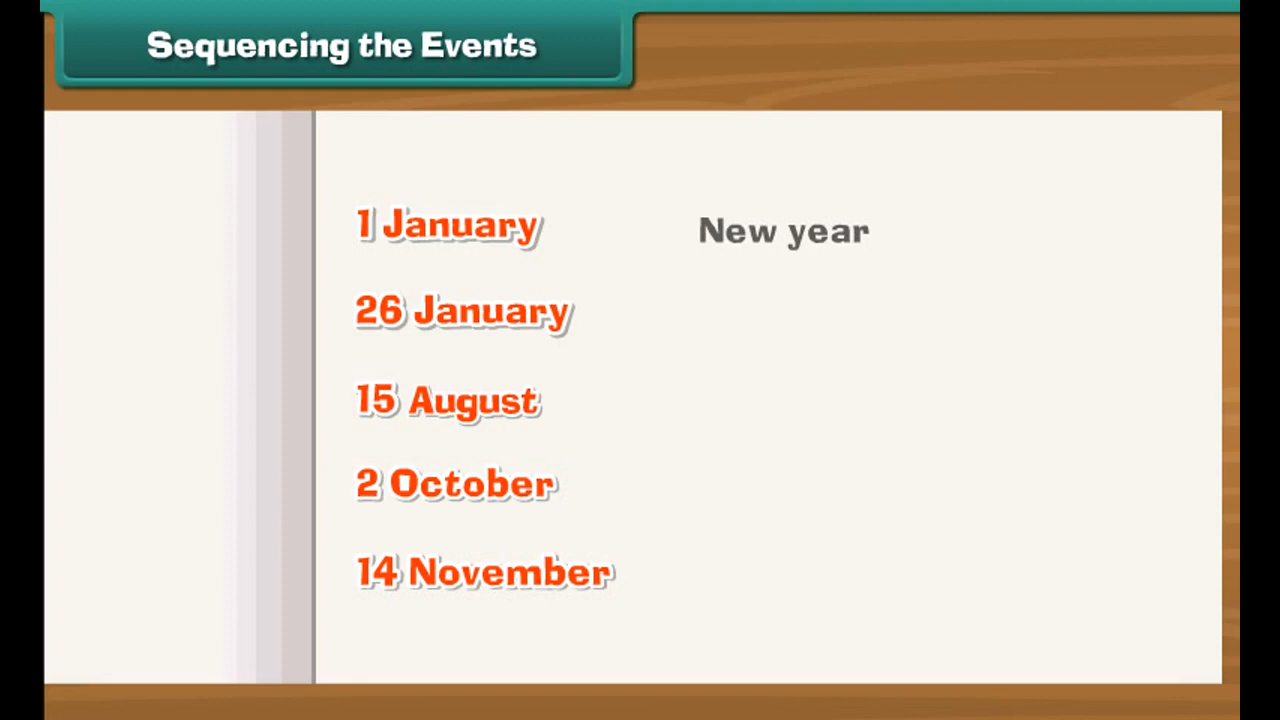 Sequencing the Events
1 January New year
26 January
15 August
2 October
14 November